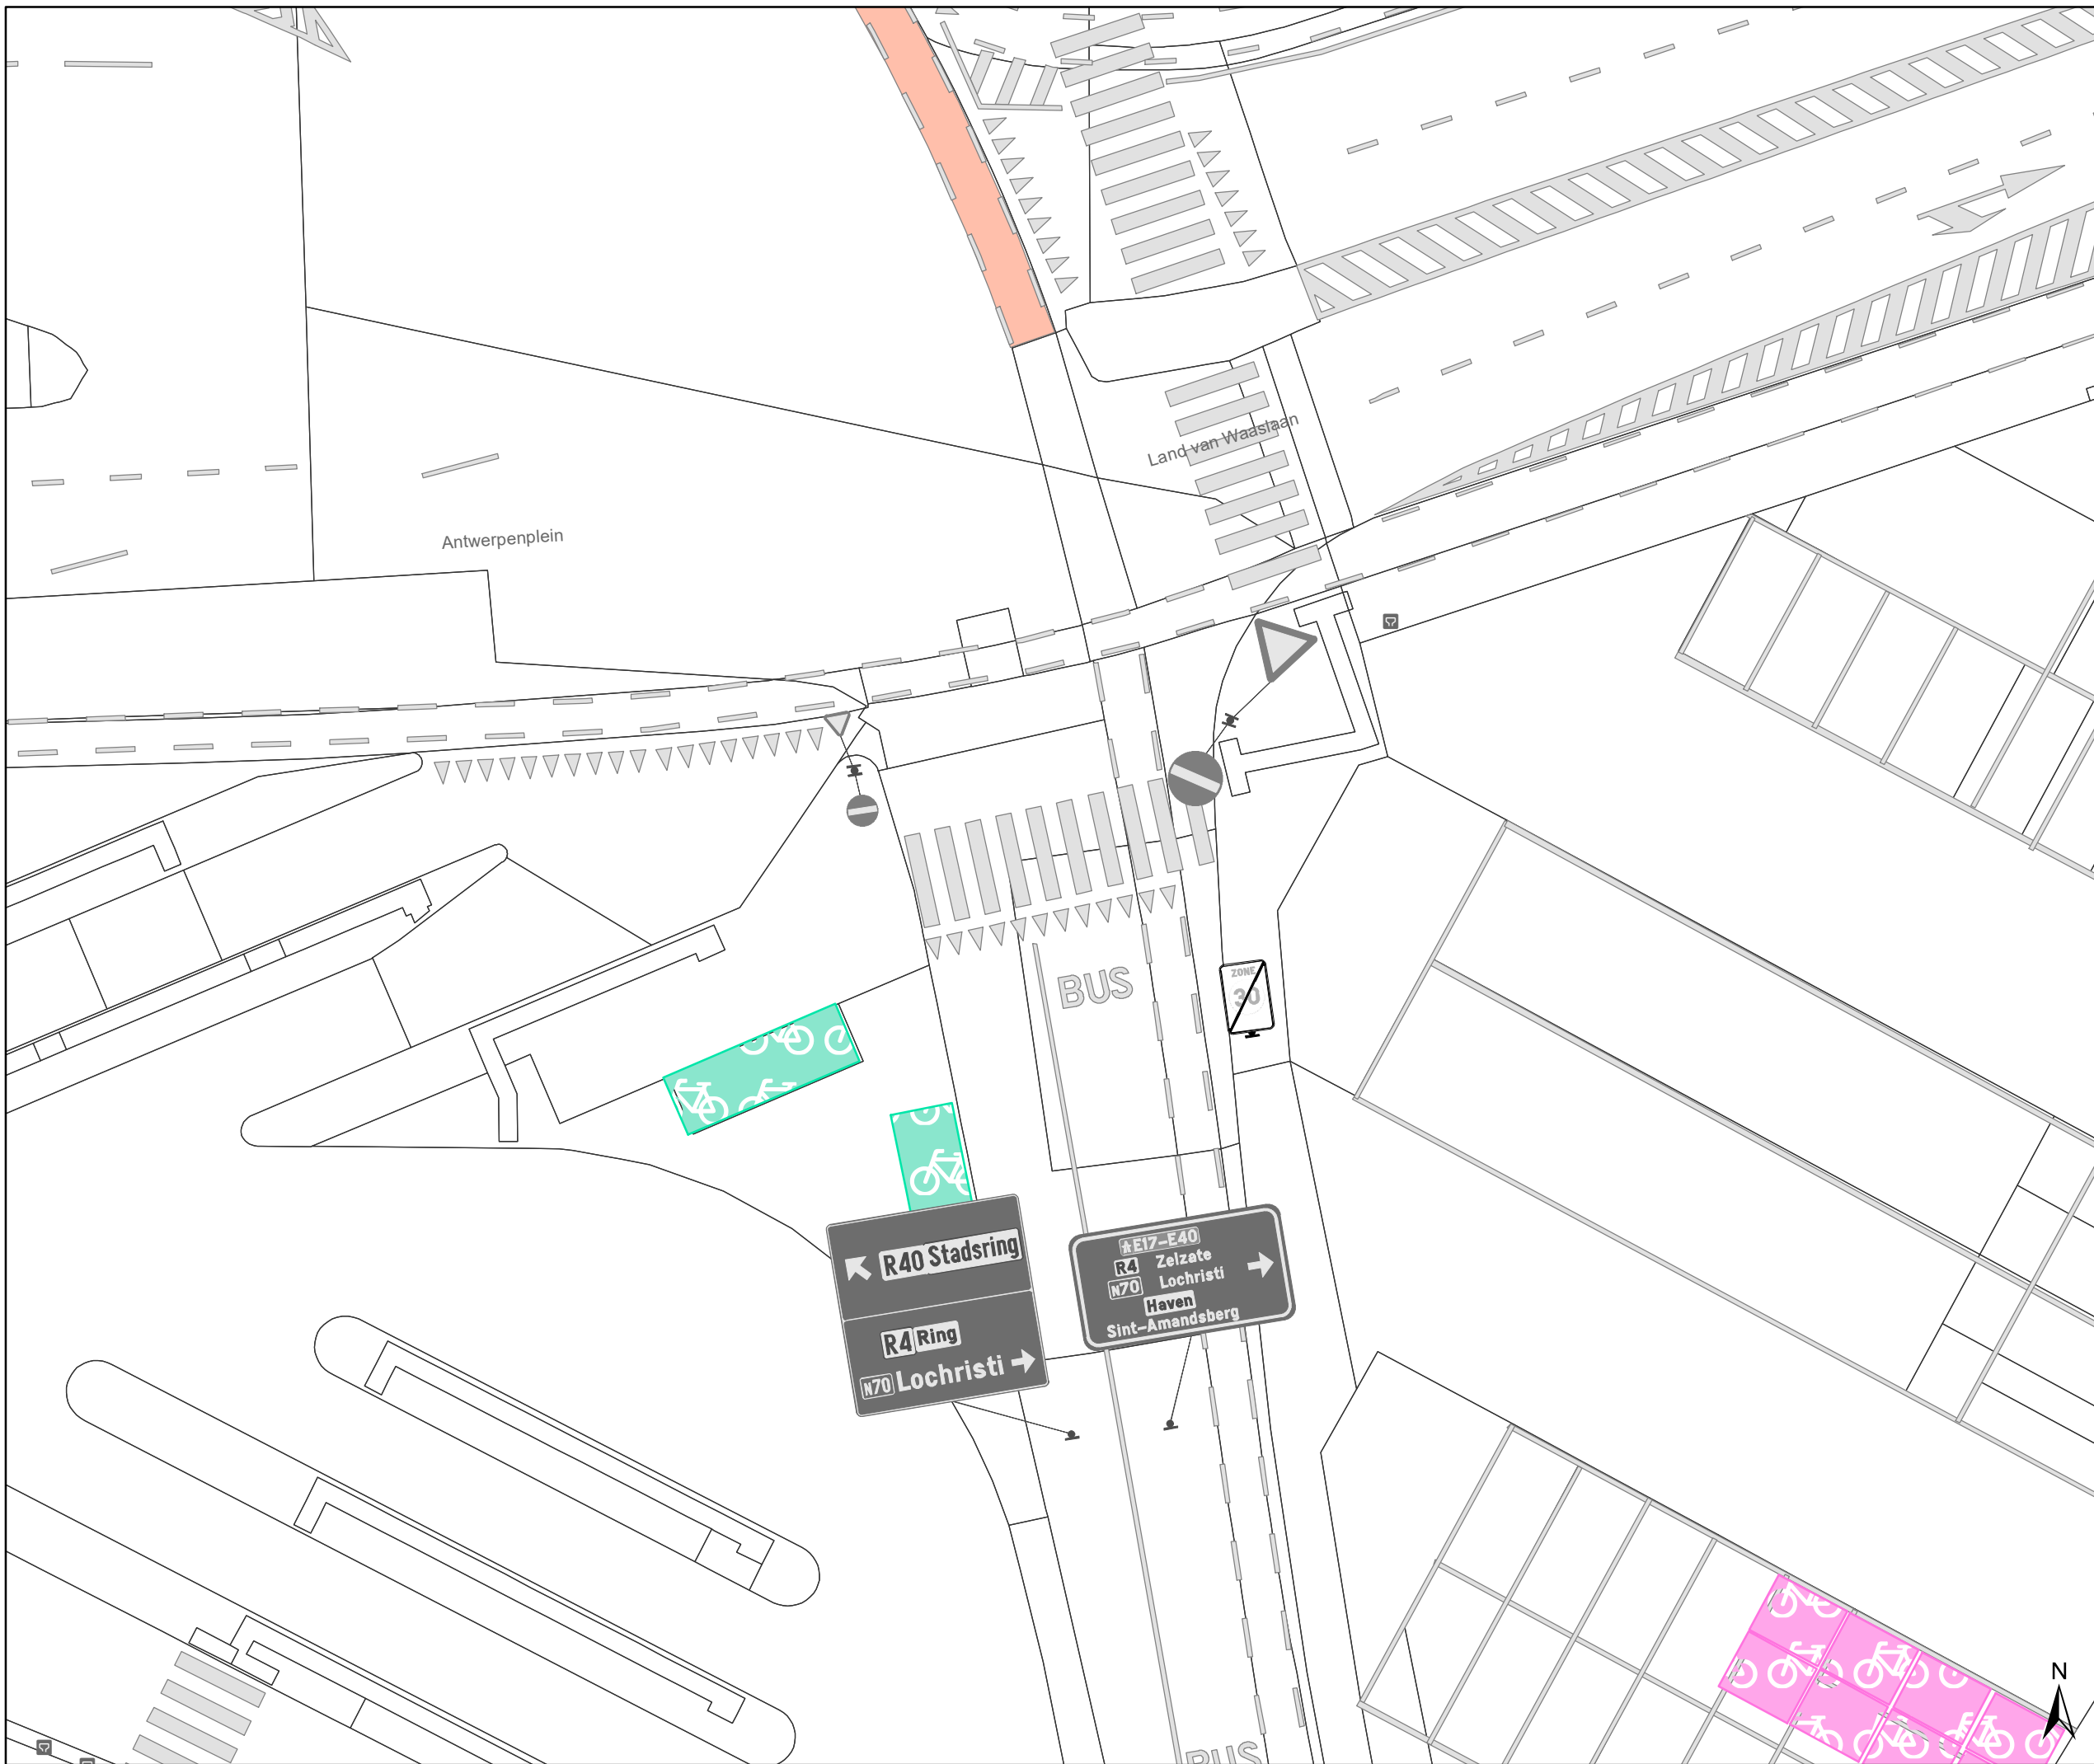 Land van Waaslaan
Antwerpenplein
BUS
ZONE
30
R40 Stadsring
R4 Ring
N70 Lochristi
E17-E40
R4 Zelzate
N70 Lochristi
Haven
Sint-Amandsberg
N
BUS